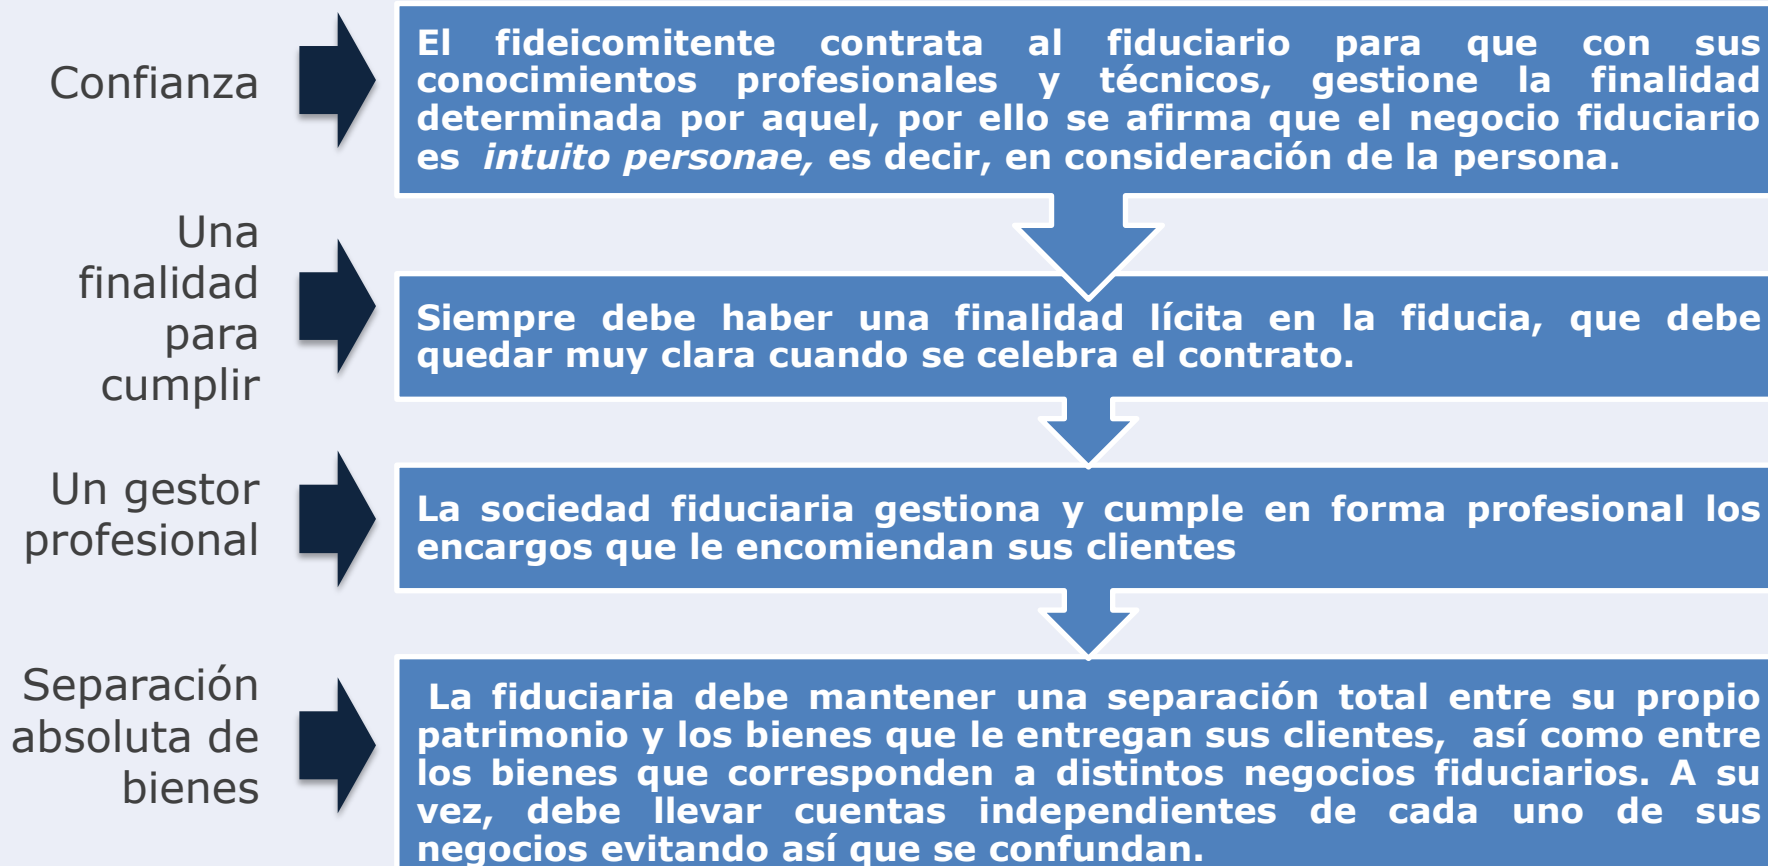 Confianza
El fideicomitente contrata al fiduciario para que con sus
conocimientos profesionales y técnicos, gestione la finalidad
determinada por aquel, por ello se afirma que el negocio fiduciario
es intuito personae, es decir, en consideración de la persona.
Una
finalidad
para
cumplir
Siempre debe haber una finalidad lícita en la fiducia, que debe
quedar muy clara cuando se celebra el contrato.
Un gestor
profesional
La sociedad fiduciaria gestiona y cumple en forma profesional los
encargos que le encomiendan sus clientes
Separación
absoluta de
bienes
La fiduciaria debe mantener una separación total entre su propio
patrimonio y los bienes que le entregan sus clientes, así como entre
los bienes que corresponden a distintos negocios fiduciarios. A su
vez, debe llevar cuentas independientes de cada uno de sus
negocios evitando así que se confundan.